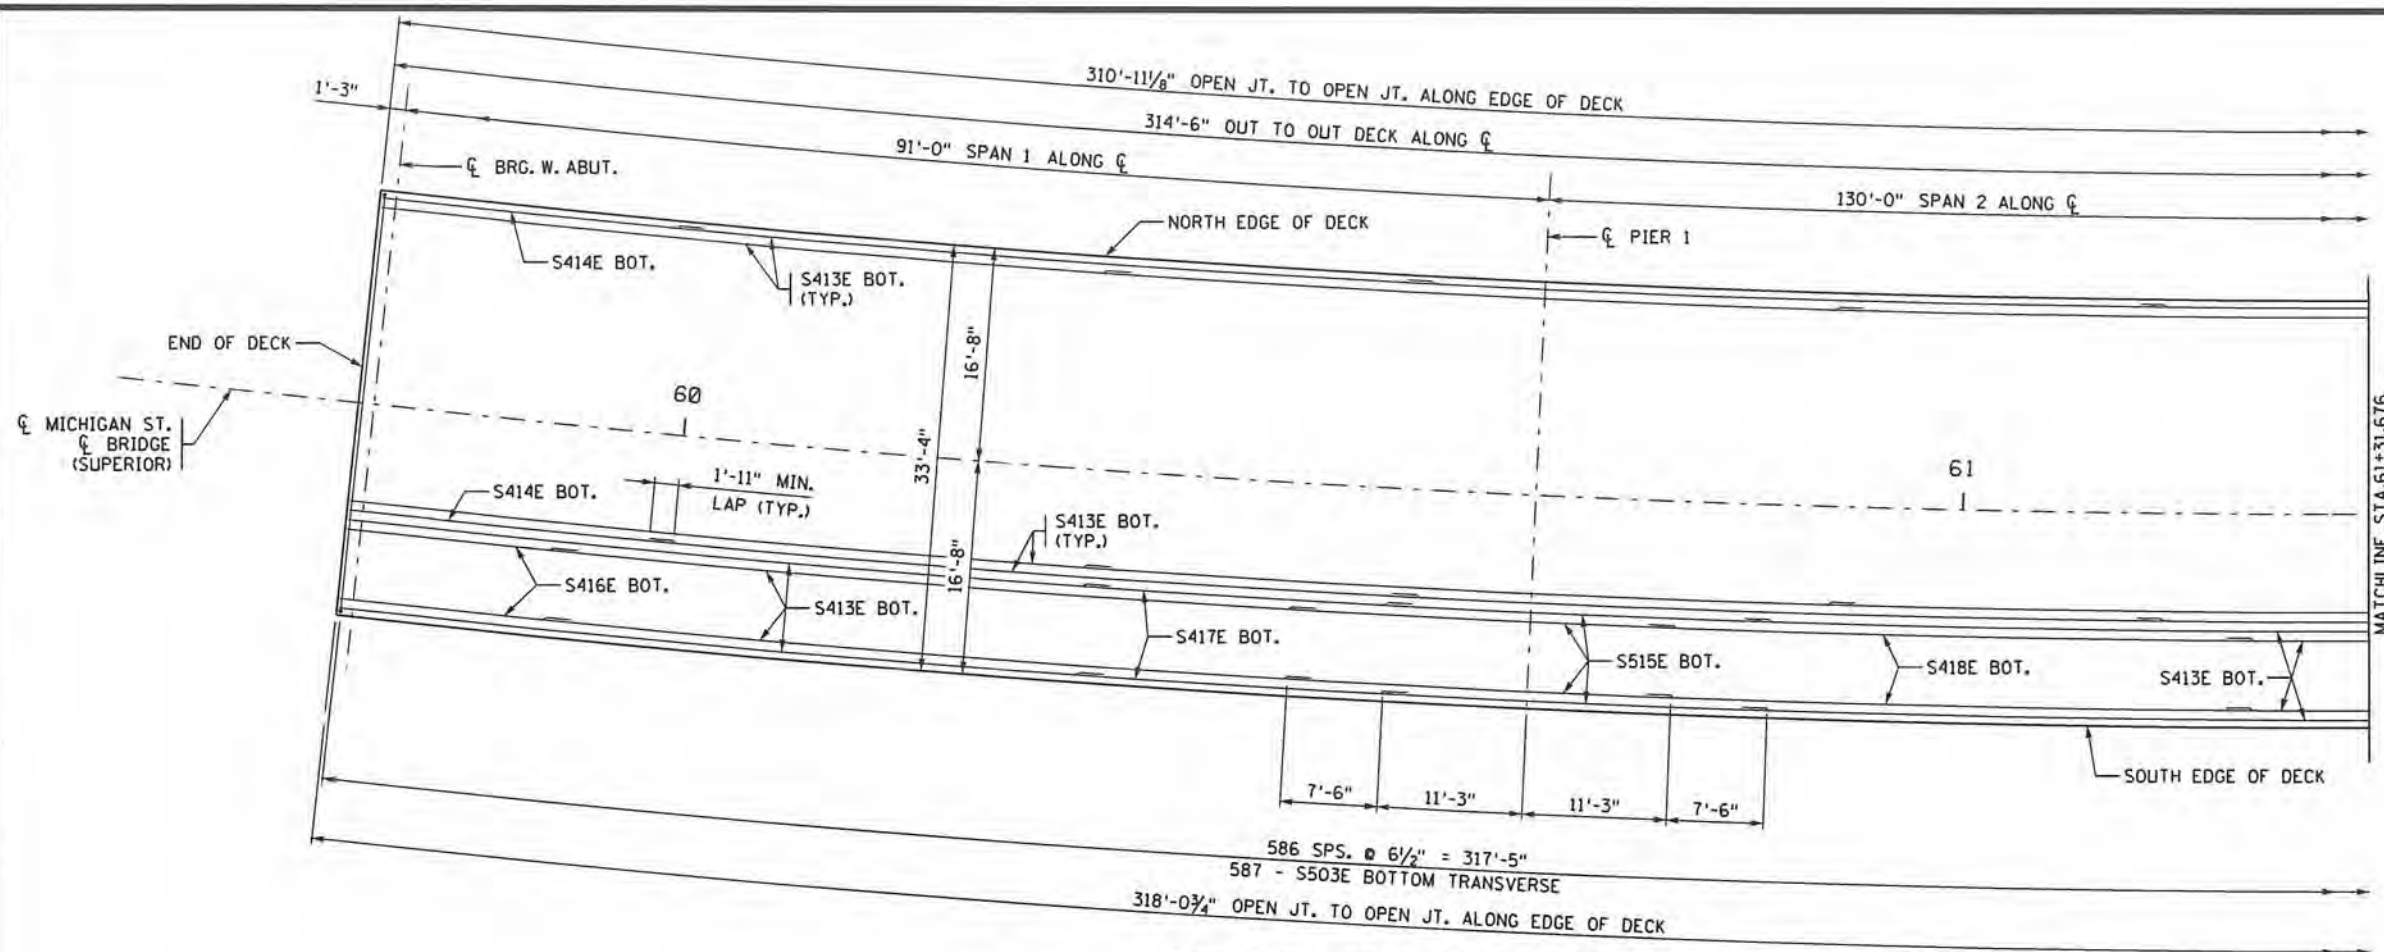 310'-11⅛" OPEN JT. TO OPEN JT. ALONG EDGE OF DECK
314'-6" OUT TO OUT DECK ALONG ℄
1'-3"
91'-0" SPAN 1 ALONG ℄
130'-0" SPAN 2 ALONG ℄
℄ BRG. W. ABUT.
NORTH EDGE OF DECK
℄ PIER 1
S414E BOT.
S413E BOT.
(TYP.)
16'-8"
END OF DECK
60
33'-4"
℄ MICHIGAN ST.
℄ BRIDGE
(SUPERIOR)
61
MATCHLINE STA.61+31.676
S414E BOT.
1'-11" MIN.
LAP (TYP.)
S413E BOT.
(TYP.)
16'-8"
S416E BOT.
S413E BOT.
S417E BOT.
S515E BOT.
S418E BOT.
S413E BOT.
SOUTH EDGE OF DECK
7'-6"
11'-3"
11'-3"
7'-6"
586 SPS. @ 6½" = 317'-5"
587 - S503E BOTTOM TRANSVERSE
318'-0¾" OPEN JT. TO OPEN JT. ALONG EDGE OF DECK